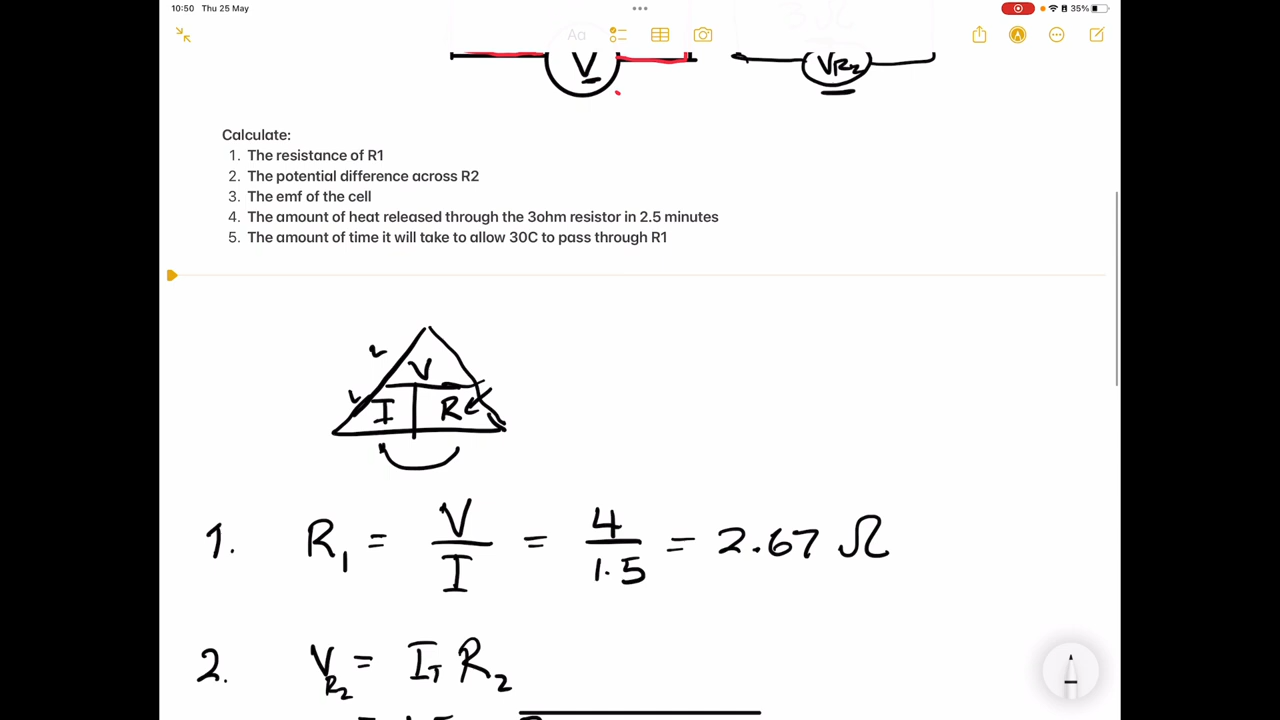 10:50 Thu 25 May
35%
Aa
3Ω
V
VR2
Calculate:
1. The resistance of R1
2. The potential difference across R2
3. The emf of the cell
4. The amount of heat released through the 3ohm resistor in 2.5 minutes
5. The amount of time it will take to allow 30C to pass through R1
V
I R
1. R1 = V/I = 4/1.5 = 2.67 Ω
2. VR2 = IT R2